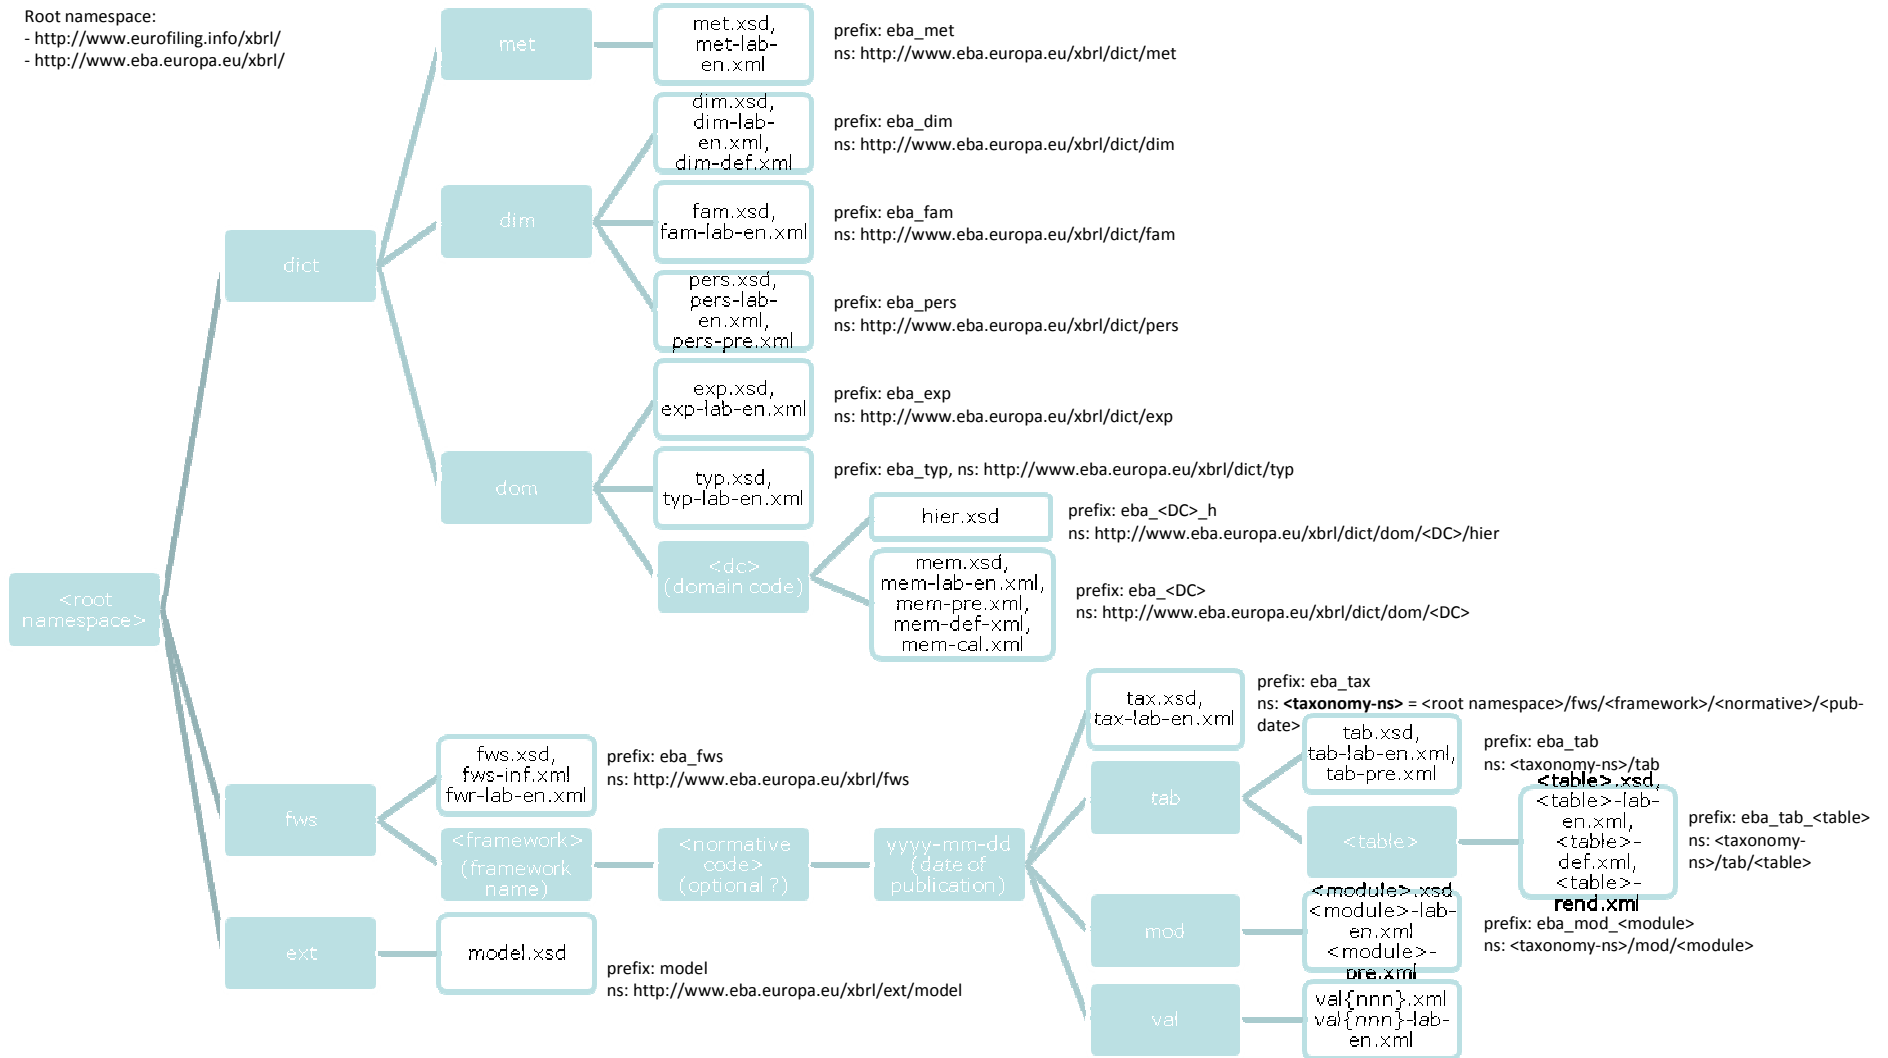 Root namespace:
- http://www.eurofiling.info/xbrl/
- http://www.eba.europa.eu/xbrl/
met
met.xsd,
met-lab-
en.xml
prefix: eba_met
ns: http://www.eba.europa.eu/xbrl/dict/met
dim.xsd,
dim-lab-
en.xml,
dim-def.xml
prefix: eba_dim
ns: http://www.eba.europa.eu/xbrl/dict/dim
dim
fam.xsd,
fam-lab-en.xml
prefix: eba_fam
ns: http://www.eba.europa.eu/xbrl/dict/fam
dict
pers.xsd,
pers-lab-
en.xml,
pers-pre.xml
prefix: eba_pers
ns: http://www.eba.europa.eu/xbrl/dict/pers
exp.xsd,
exp-lab-en.xml
prefix: eba_exp
ns: http://www.eba.europa.eu/xbrl/dict/exp
dom
typ.xsd,
typ-lab-en.xml
prefix: eba_typ, ns: http://www.eba.europa.eu/xbrl/dict/typ
hier.xsd
prefix: eba_<DC>_h
ns: http://www.eba.europa.eu/xbrl/dict/dom/<DC>/hier
<dc>
(domain code)
mem.xsd,
mem-lab-en.xml,
mem-pre.xml,
mem-def-xml,
mem-cal.xml
prefix: eba_<DC>
ns: http://www.eba.europa.eu/xbrl/dict/dom/<DC>
<root
namespace>
tax.xsd,
tax-lab-en.xml
prefix: eba_tax
ns: <taxonomy-ns> = <root namespace>/fws/<framework>/<normative>/<pub-
date>
fws.xsd,
fws-inf.xml
fwr-lab-en.xml
prefix: eba_fws
ns: http://www.eba.europa.eu/xbrl/fws
tab.xsd,
tab-lab-en.xml,
tab-pre.xml
prefix: eba_tab
ns: <taxonomy-ns>/tab
tab
fws
<framework>
(framework
name)
<normative
code>
(optional ?)
yyyy-mm-dd
(date of
publication)
<table>
<table>.xsd,
<table>-lab-
en.xml,
<table>-
def.xml,
<table>-
rend.xml
prefix: eba_tab_<table>
ns: <taxonomy-
ns>/tab/<table>
ext
model.xsd
prefix: model
ns: http://www.eba.europa.eu/xbrl/ext/model
mod
<module>.xsd
<module>-lab-
en.xml
<module>-
pre.xml
prefix: eba_mod_<module>
ns: <taxonomy-ns>/mod/<module>
val
val{nnn}.xml
val{nnn}-lab-
en.xml